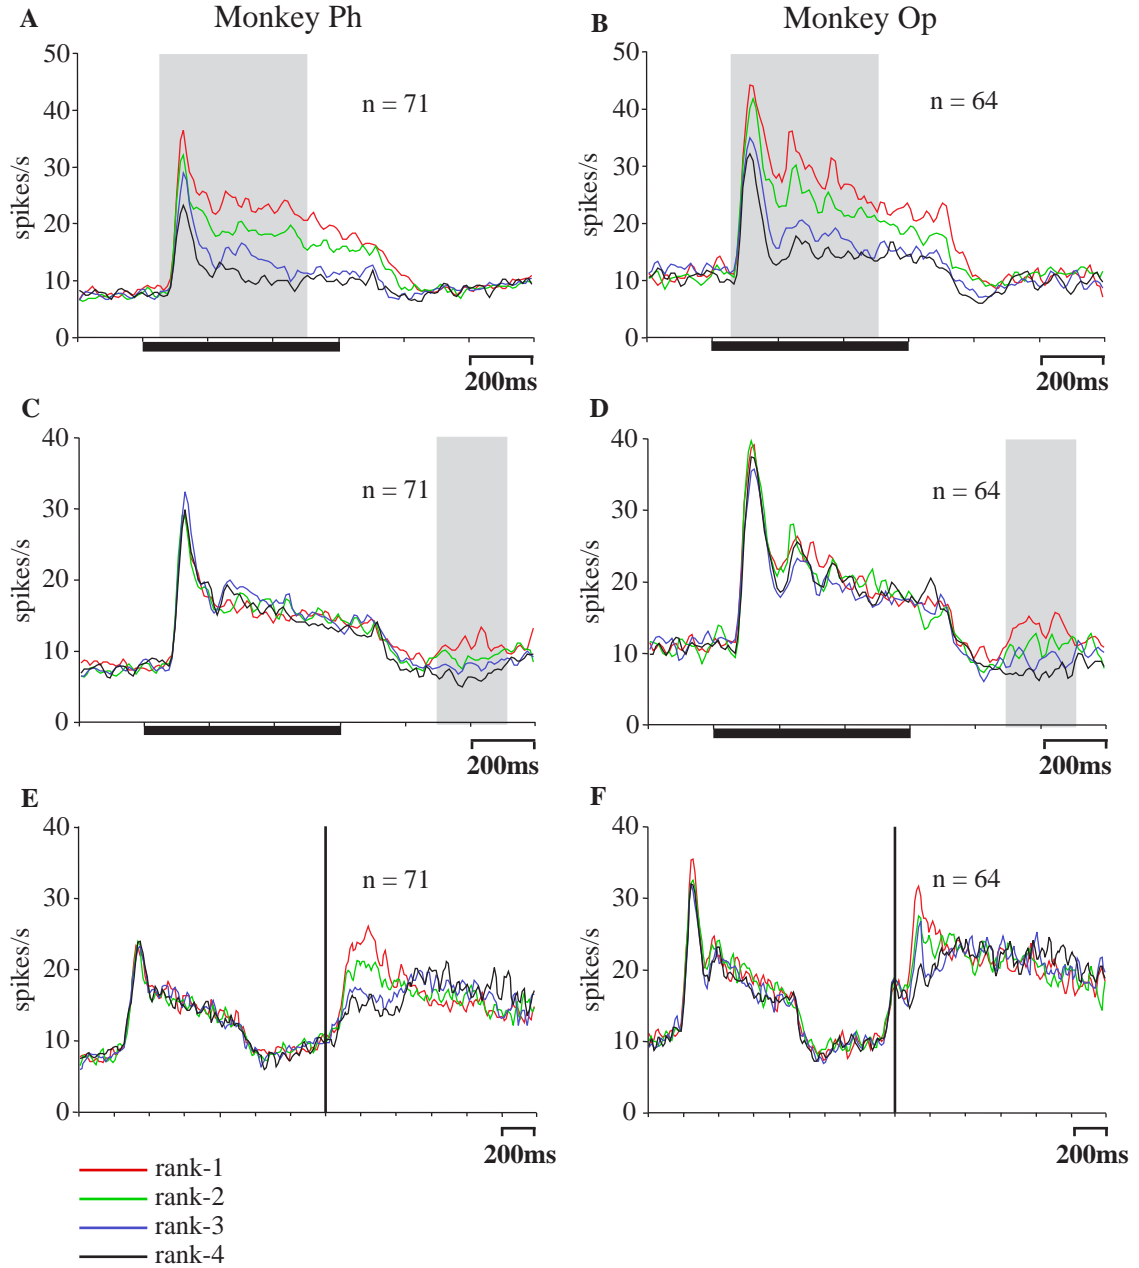 A
Monkey Ph
50
40
30
20
10
0
spikes/s
n = 71
200ms
B
Monkey Op
50
40
30
20
10
0
spikes/s
n = 64
200ms
C
40
30
20
10
0
spikes/s
n = 71
200ms
D
40
30
20
10
0
spikes/s
n = 64
200ms
E
40
30
20
10
0
spikes/s
n = 71
200ms
F
40
30
20
10
0
spikes/s
n = 64
200ms
rank-1
rank-2
rank-3
rank-4